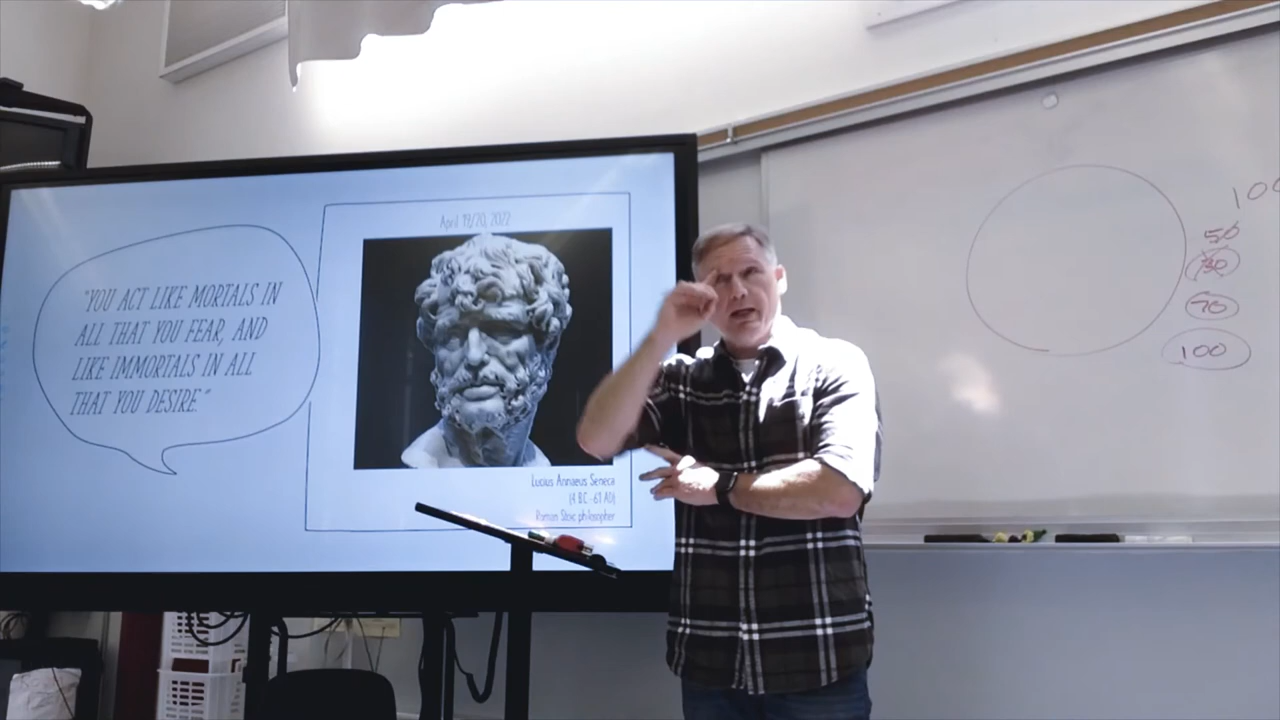 April 19/20, 2022
"YOU ACT LIKE MORTALS IN
ALL THAT YOU FEAR, AND
LIKE IMMORTALS IN ALL
THAT YOU DESIRE."
Lucius Annaeus Seneca
(4 B.C. -61 AD)
Roman Stoic philosopher
100
50
70
100